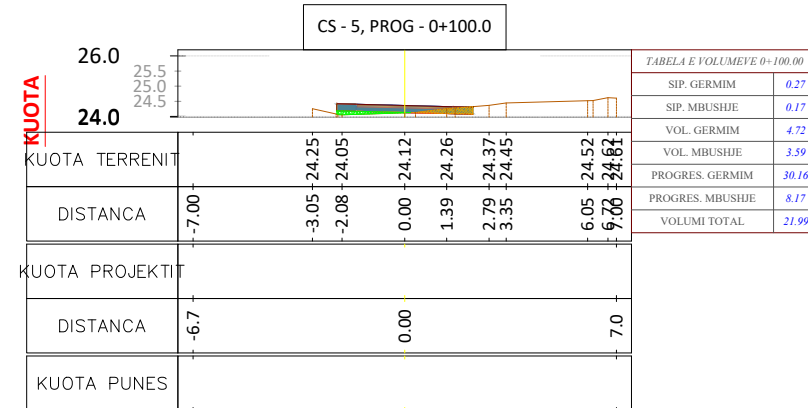 CS - 5, PROG - 0+100.0
KUOTA
26.0
25.5
25.0
24.5
24.0
TABELA E VOLUMEVE 0+100.00
SIP. GERMIM 0.27
SIP. MBUSHJE 0.17
VOL. GERMIM 4.72
VOL. MBUSHJE 3.59
PROGRES. GERMIM 30.16
PROGRES. MBUSHJE 8.17
VOLUMI TOTAL 21.99
KUOTA TERRENIT 24.25 24.05 24.12 24.26 24.37 24.45 24.52 24.62 24.61
DISTANCA -7.00 -3.05 -2.08 0.00 1.39 2.79 3.35 6.05 6.72 7.00
KUOTA PROJEKTIT
DISTANCA -6.7 0.00 7.0
KUOTA PUNES